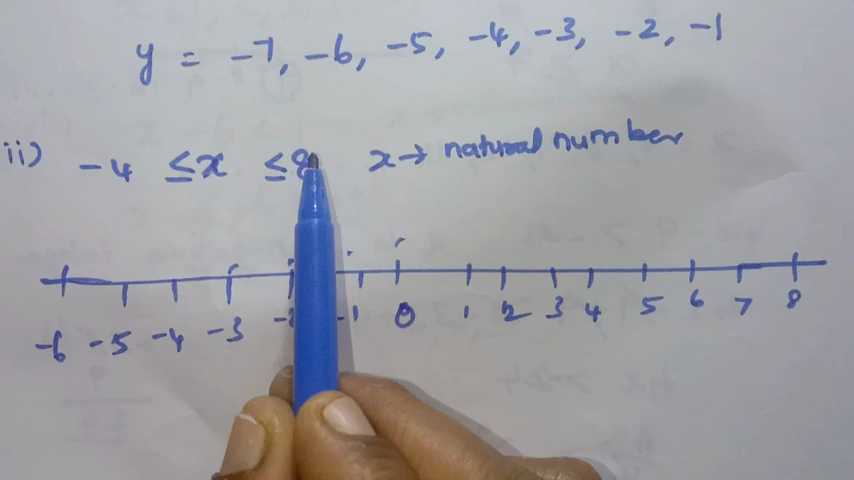 y = -7, -6, -5, -4, -3, -2, -1
ii) -4 ≤ x ≤ 8 x → natural number
-6 -5 -4 -3 -2 -1 0 1 2 3 4 5 6 7 8